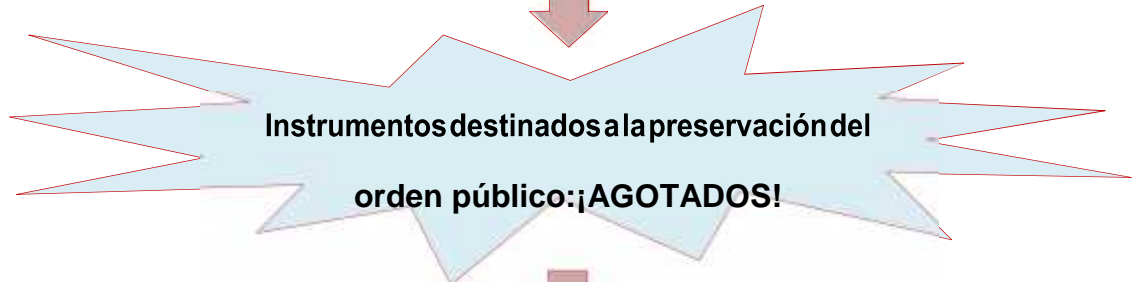 Instrumentos destinados a la preservación del
orden público:¡AGOTADOS!